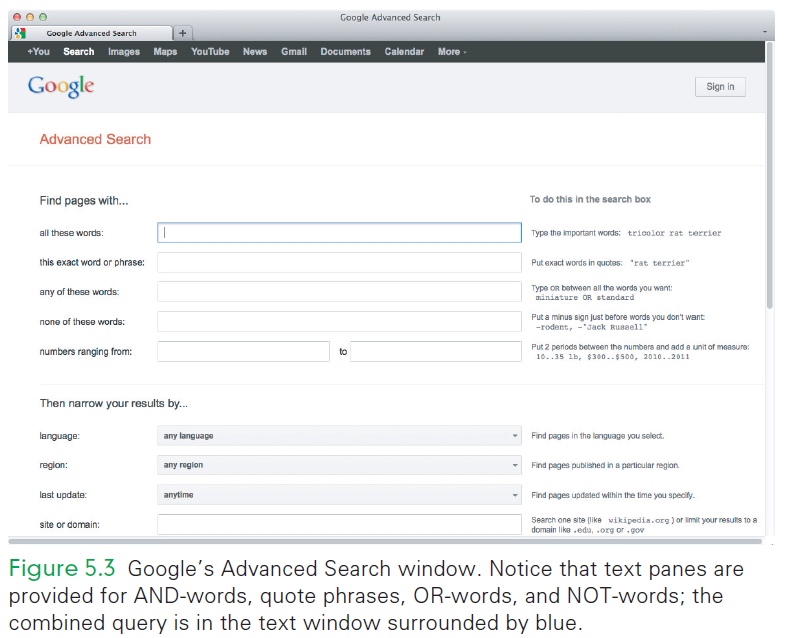 Google Advanced Search
Google Advanced Search
+You Search Images Maps YouTube News Gmail Documents Calendar More
Google
Sign in
Advanced Search
Find pages with...
To do this in the search box
all these words:
Type the important words: tricolor rat terrier
this exact word or phrase:
Put exact words in quotes: "rat terrier"
any of these words:
Type OR between all the words you want:
miniature OR standard
none of these words:
Put a minus sign just before words you don't want:
-rodent, -"Jack Russell"
numbers ranging from:
to
Put 2 periods between the numbers and add a unit of measure:
10..35 lb, $300..$500, 2010..2011
Then narrow your results by...
language:
any language
Find pages in the language you select.
region:
any region
Find pages published in a particular region.
last update:
anytime
Find pages updated within the time you specify.
site or domain:
Search one site (like wikipedia.org ) or limit your results to a
domain like .edu, .org or .gov
Figure 5.3 Google's Advanced Search window. Notice that text panes are
provided for AND-words, quote phrases, OR-words, and NOT-words; the
combined query is in the text window surrounded by blue.